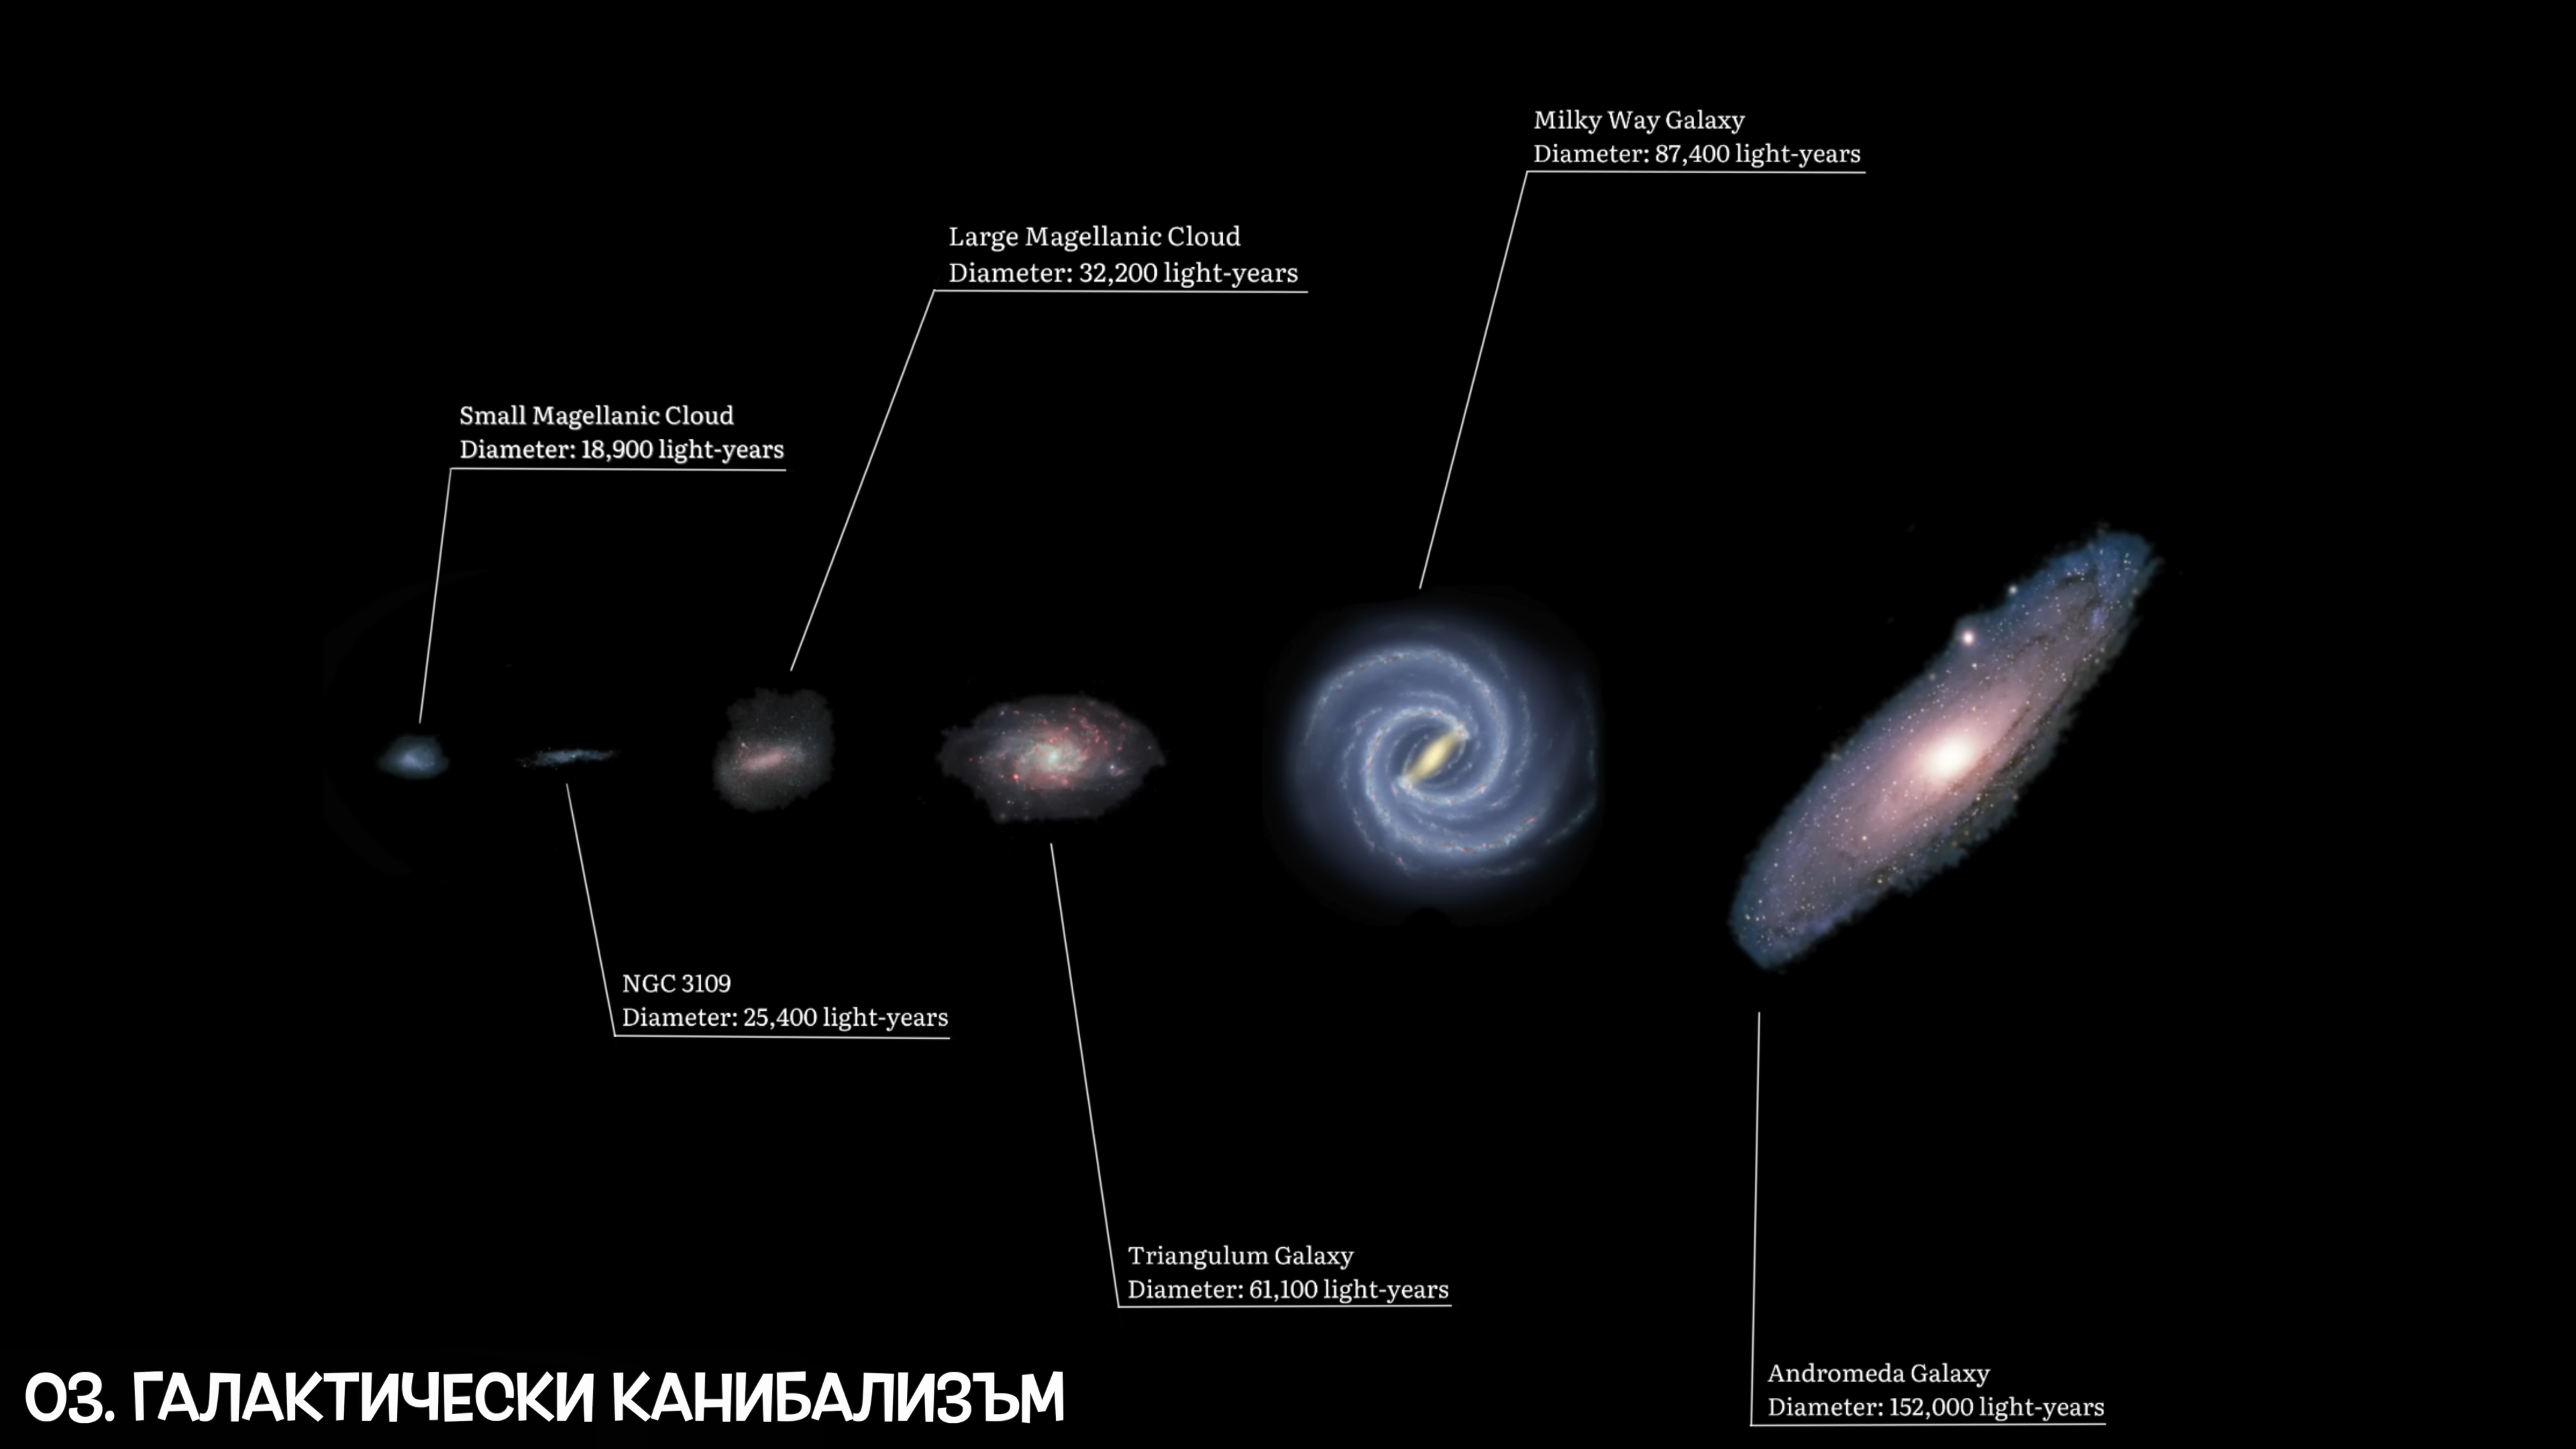 Milky Way Galaxy
Diameter: 87,400 light-years
Large Magellanic Cloud
Diameter: 32,200 light-years
Small Magellanic Cloud
Diameter: 18,900 light-years
NGC 3109
Diameter: 25,400 light-years
Triangulum Galaxy
Diameter: 61,100 light-years
Andromeda Galaxy
Diameter: 152,000 light-years
03. ГАЛАКТИЧЕСКИ КАНИБАЛИЗЪМ